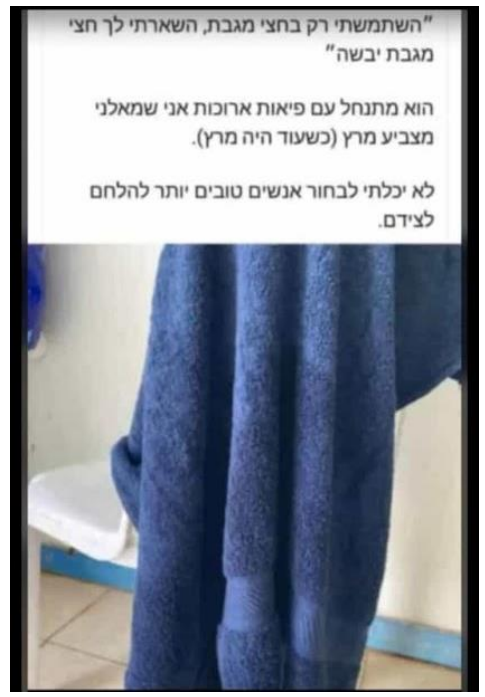 "השתמשתי רק בחצי מגבת, השארתי לך חצי
מגבת יבשה"
הוא מתנחל עם פיאות ארוכות אני שמאלני
מצביע מרץ (כשעוד היה מרץ).
לא יכלתי לבחור אנשים טובים יותר להלחם
לצידם.